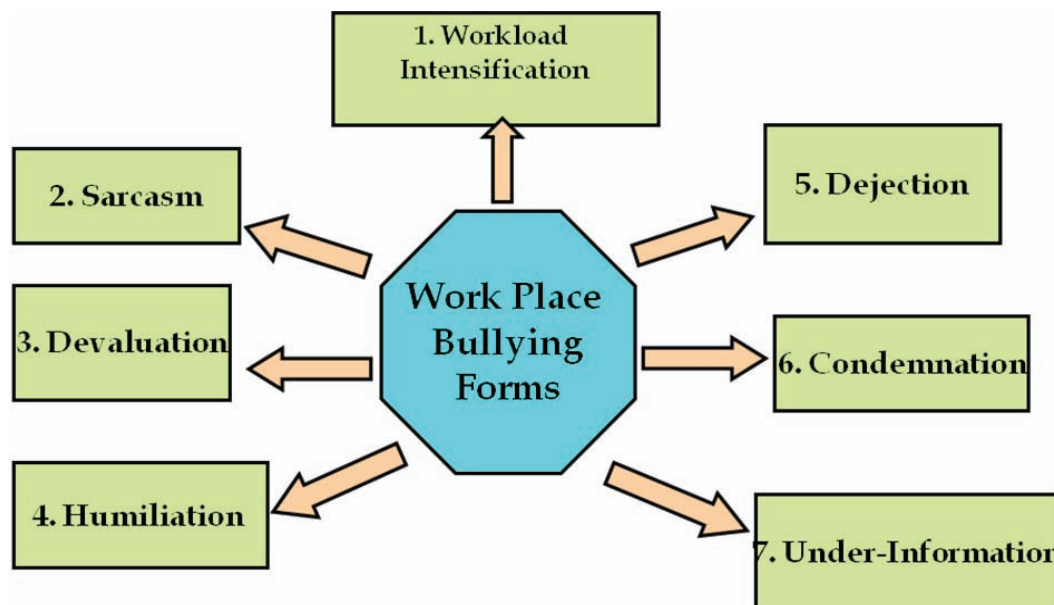 1. Workload
Intensification
2. Sarcasm
3. Devaluation
4. Humiliation
Work Place
Bullying
Forms
5. Dejection
6. Condemnation
7. Under-Information